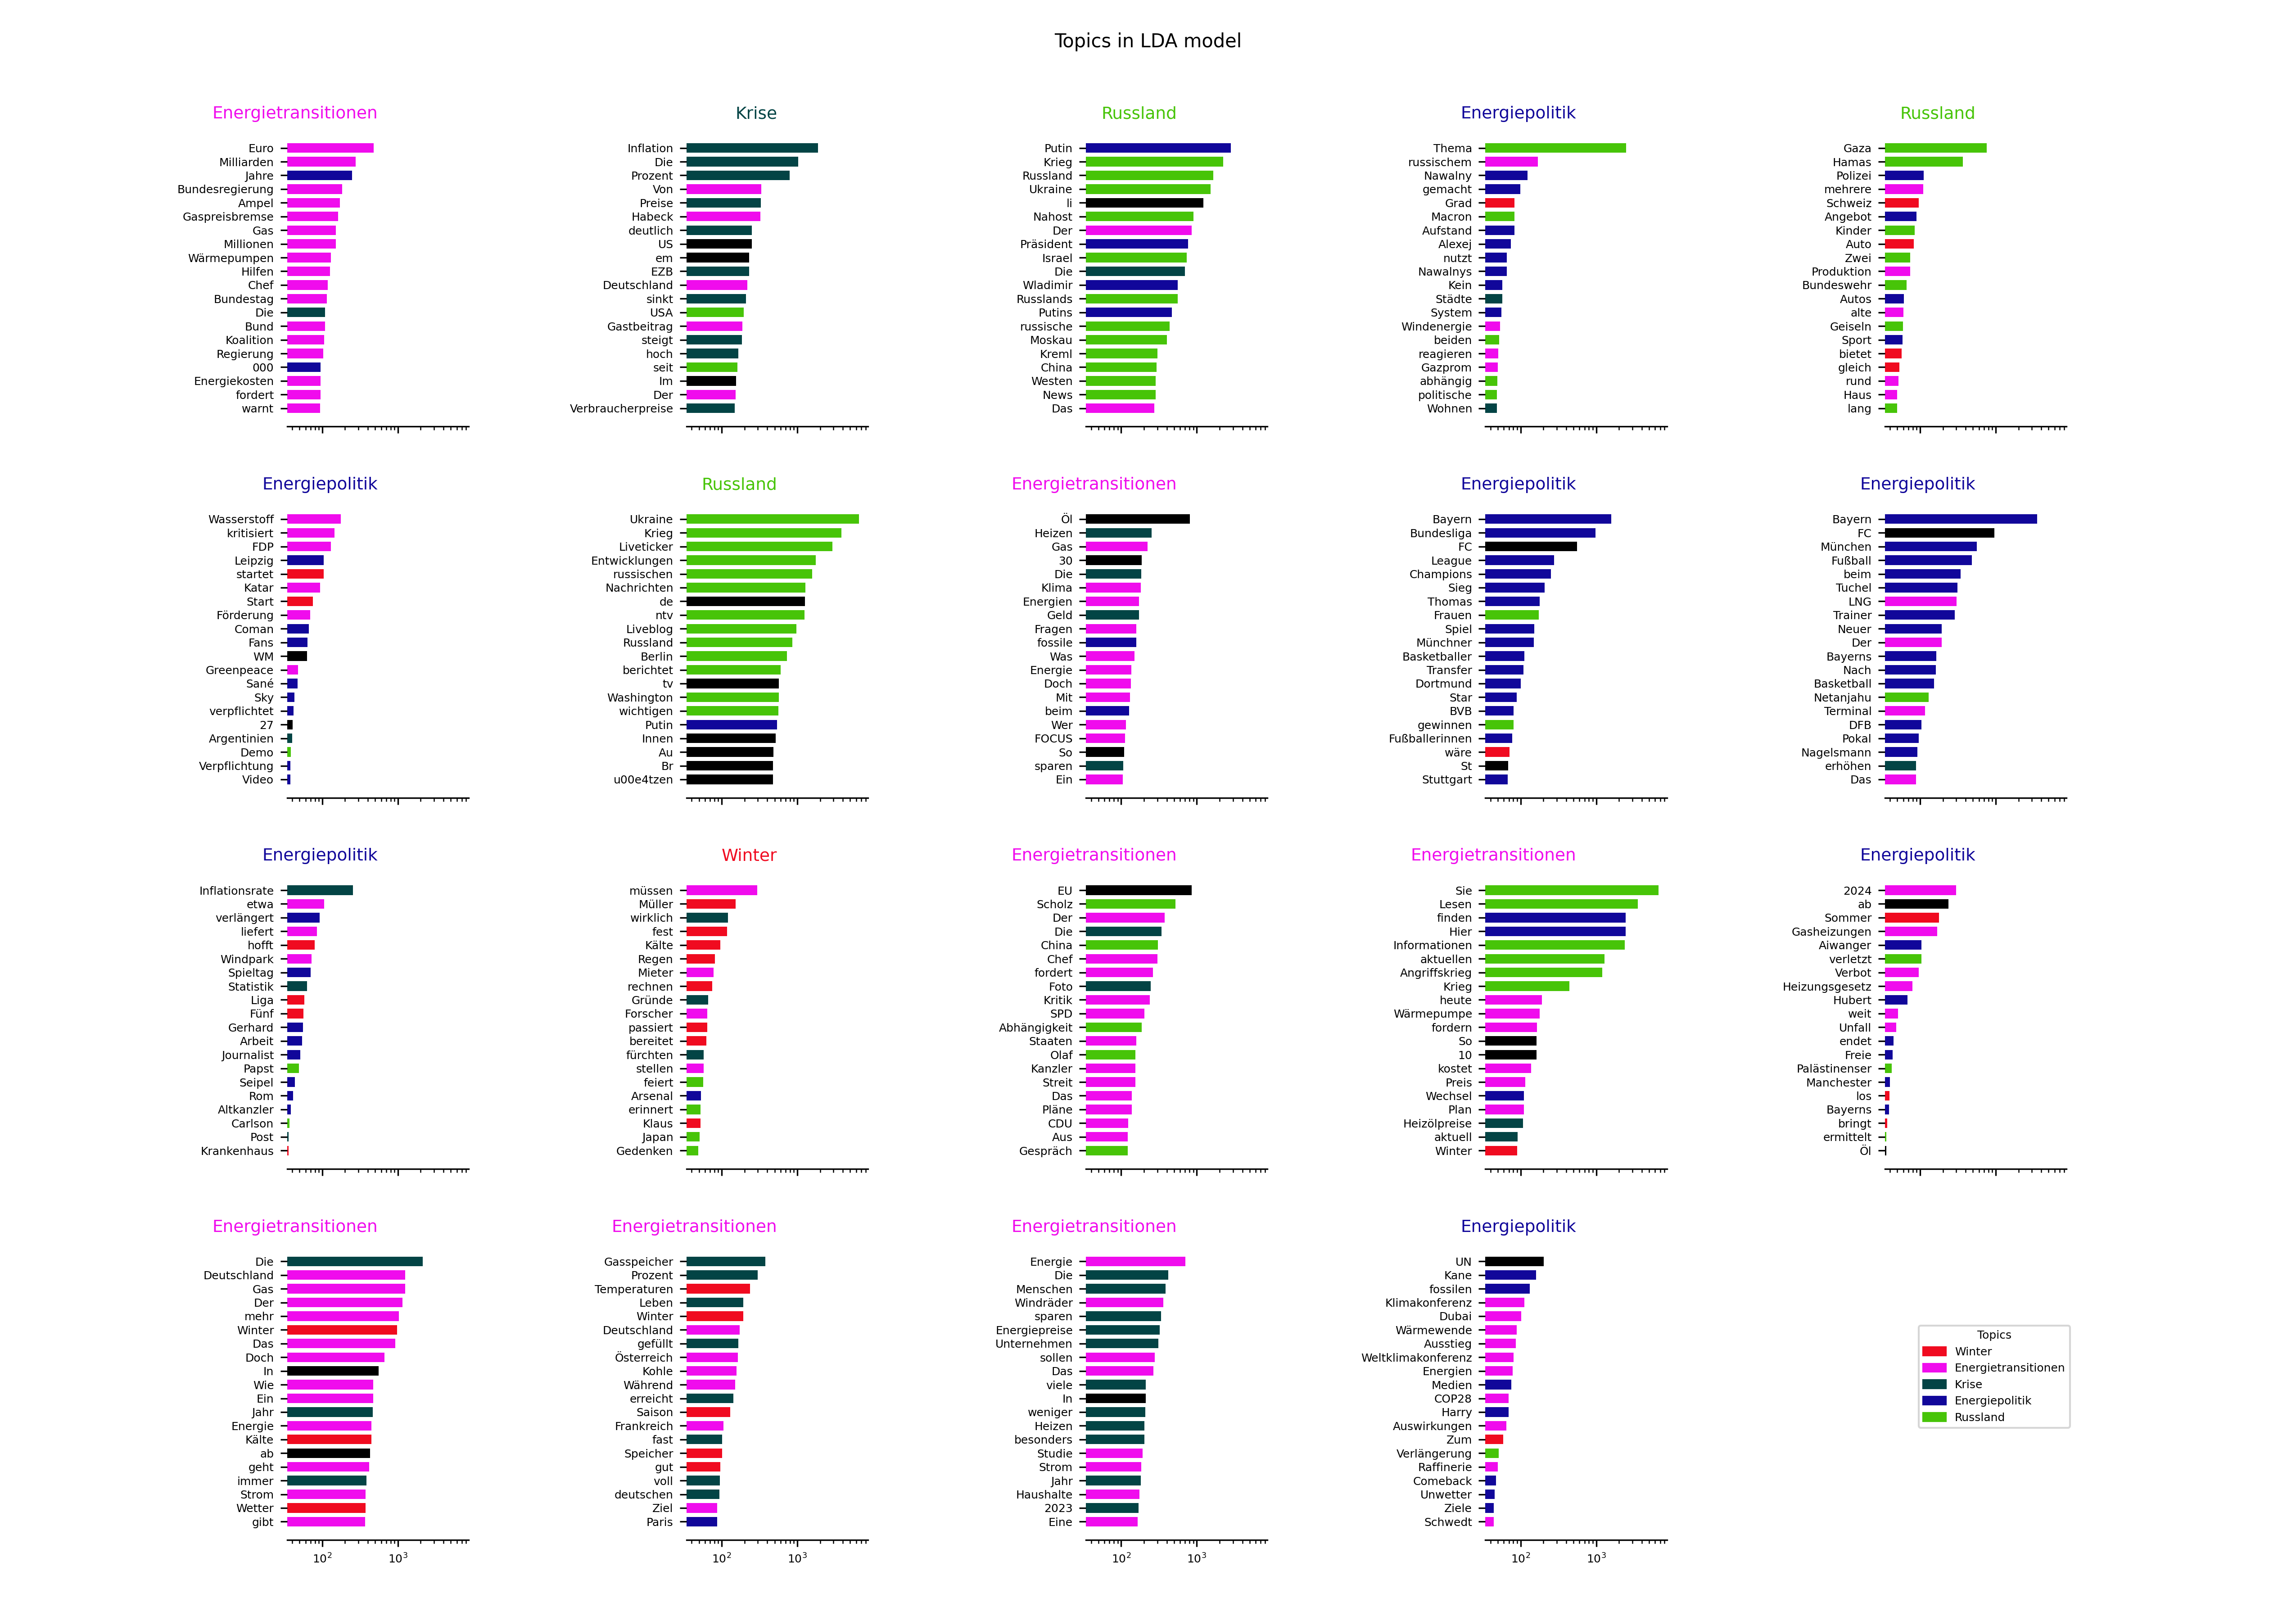 Topics in LDA model
Energietransitionen
Euro
Milliarden
Jahre
Bundesregierung
Ampel
Gaspreisbremse
Gas
Millionen
Wärmepumpen
Hilfen
Chef
Bundestag
Die
Bund
Koalition
Regierung
000
Energiekosten
fordert
warnt
Krise
Inflation
Die
Prozent
Von
Preise
Habeck
deutlich
US
em
EZB
Deutschland
sinkt
USA
Gastbeitrag
steigt
hoch
seit
Im
Der
Verbraucherpreise
Russland
Putin
Krieg
Russland
Ukraine
li
Nahost
Der
Präsident
Israel
Die
Wladimir
Russlands
Putins
russische
Moskau
Kreml
China
Westen
News
Das
Energiepolitik
Thema
russischem
Nawalny
gemacht
Grad
Macron
Aufstand
Alexej
nutzt
Nawalnys
Kein
Städte
System
Windenergie
beiden
reagieren
Gazprom
abhängig
politische
Wohnen
Russland
Gaza
Hamas
Polizei
mehrere
Schweiz
Angebot
Kinder
Auto
Zwei
Produktion
Bundeswehr
Autos
alte
Geiseln
Sport
bietet
gleich
rund
Haus
lang
Energiepolitik
Wasserstoff
kritisiert
FDP
Leipzig
startet
Katar
Start
Förderung
Coman
Fans
WM
Greenpeace
Sané
Sky
verpflichtet
27
Argentinien
Demo
Verpflichtung
Video
Russland
Ukraine
Krieg
Liveticker
Entwicklungen
russischen
Nachrichten
de
ntv
Liveblog
Russland
Berlin
berichtet
tv
Washington
wichtigen
Putin
Innen
Au
Br
u00e4tzen
Energietransitionen
Öl
Heizen
Gas
30
Die
Klima
Energien
Geld
Fragen
fossile
Was
Energie
Doch
Mit
beim
Wer
FOCUS
So
sparen
Ein
Energiepolitik
Bayern
Bundesliga
FC
League
Champions
Sieg
Thomas
Frauen
Spiel
Münchner
Basketballer
Transfer
Dortmund
Star
BVB
gewinnen
Fußballerinnen
wäre
St
Stuttgart
Energiepolitik
Bayern
FC
München
Fußball
beim
Tuchel
LNG
Trainer
Neuer
Der
Bayerns
Nach
Basketball
Netanjahu
Terminal
DFB
Pokal
Nagelsmann
erhöhen
Das
Energiepolitik
Inflationsrate
etwa
verlängert
liefert
hofft
Windpark
Spieltag
Statistik
Liga
Fünf
Gerhard
Arbeit
Journalist
Papst
Seipel
Rom
Altkanzler
Carlson
Post
Krankenhaus
Winter
müssen
Müller
wirklich
fest
Kälte
Regen
Mieter
rechnen
Gründe
Forscher
passiert
bereitet
fürchten
stellen
feiert
Arsenal
erinnert
Klaus
Japan
Gedenken
Energietransitionen
EU
Scholz
Der
Die
China
Chef
fordert
Foto
Kritik
SPD
Abhängigkeit
Staaten
Olaf
Kanzler
Streit
Das
Pläne
CDU
Aus
Gespräch
Energietransitionen
Sie
Lesen
finden
Hier
Informationen
aktuellen
Angriffskrieg
Krieg
heute
Wärmepumpe
fordern
So
10
kostet
Preis
Wechsel
Plan
Heizölpreise
aktuell
Winter
Energiepolitik
2024
ab
Sommer
Gasheizungen
Aiwanger
verletzt
Verbot
Heizungsgesetz
Hubert
weit
Unfall
endet
Freie
Palästinenser
Manchester
los
Bayerns
bringt
ermittelt
Öl
Energietransitionen
Die
Deutschland
Gas
Der
mehr
Winter
Das
Doch
In
Wie
Ein
Jahr
Energie
Kälte
ab
geht
immer
Strom
Wetter
gibt
10² 10³
Energietransitionen
Gasspeicher
Prozent
Temperaturen
Leben
Winter
Deutschland
gefüllt
Österreich
Kohle
Während
erreicht
Saison
Frankreich
fast
Speicher
gut
voll
deutschen
Ziel
Paris
10² 10³
Energietransitionen
Energie
Die
Menschen
Windräder
sparen
Energiepreise
Unternehmen
sollen
Das
viele
In
weniger
Heizen
besonders
Studie
Strom
Jahr
Haushalte
2023
Eine
10² 10³
Energiepolitik
UN
Kane
fossilen
Klimakonferenz
Dubai
Wärmewende
Ausstieg
Weltklimakonferenz
Energien
Medien
COP28
Harry
Auswirkungen
Zum
Verlängerung
Raffinerie
Comeback
Unwetter
Ziele
Schwedt
10² 10³
Topics
Winter
Energietransitionen
Krise
Energiepolitik
Russland